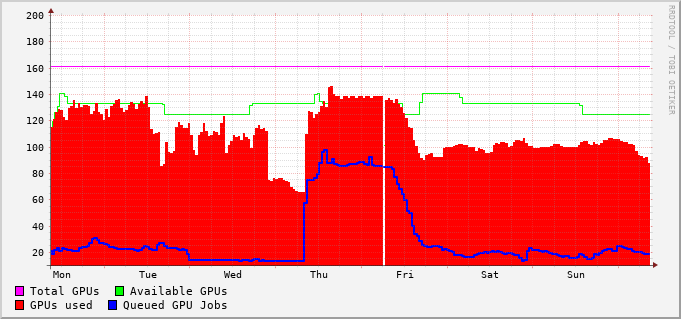 200
180
160
140
120
100
80
60
40
20
Mon Tue Wed Thu Fri Sat Sun
Total GPUs Available GPUs
GPUs used Queued GPU Jobs
RRDTOOL / TOBI OETIKER